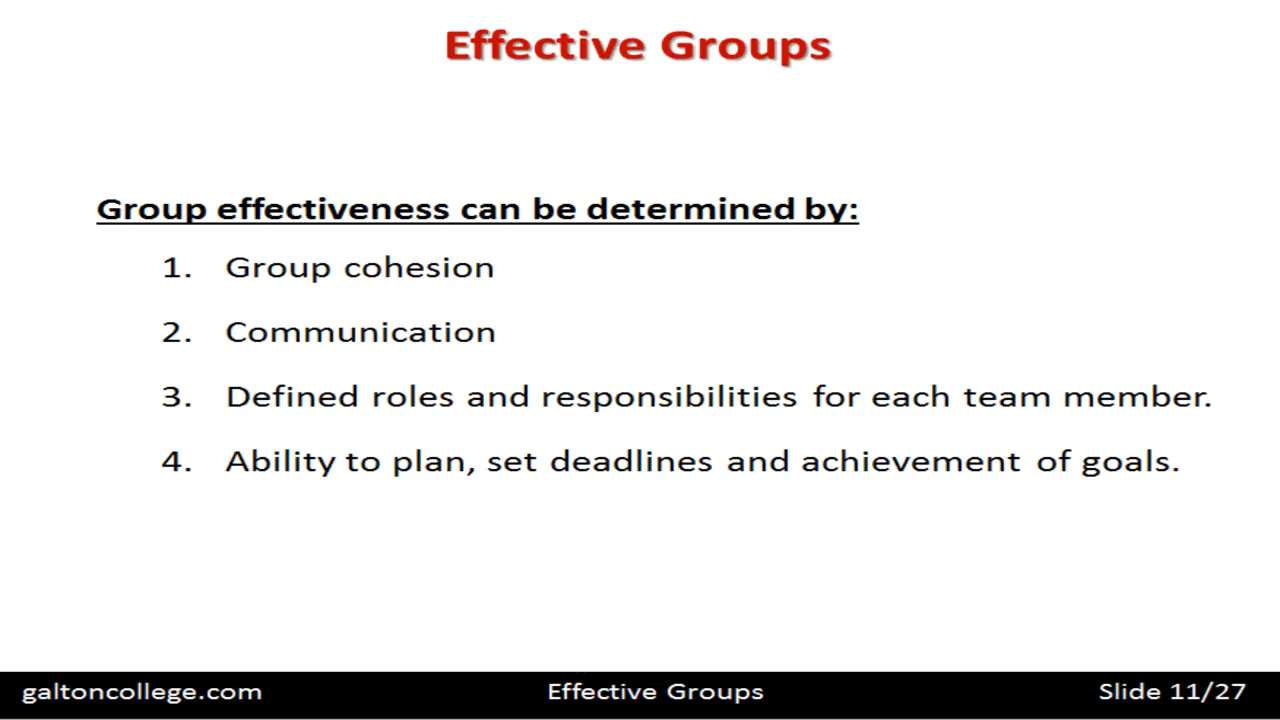 Effective Groups
Group effectiveness can be determined by:
1. Group cohesion
2. Communication
3. Defined roles and responsibilities for each team member.
4. Ability to plan, set deadlines and achievement of goals.
galtoncollege.com Effective Groups Slide 11/27